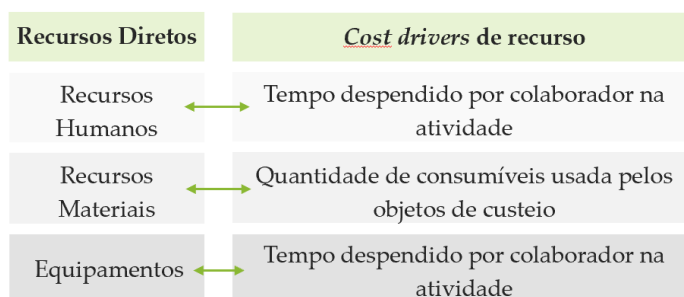 Recursos Diretos
Cost drivers de recurso
Recursos
Humanos
Tempo despendido por colaborador na
atividade
Recursos
Materiais
Quantidade de consumíveis usada pelos
objetos de custeio
Equipamentos
Tempo despendido por colaborador na
atividade